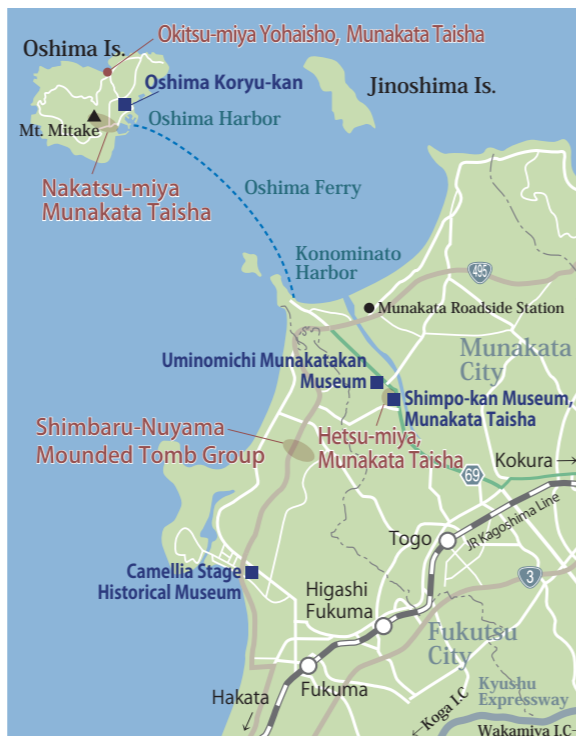 Okitsu-miya Yohaisho, Munakata Taisha
Oshima Is.
Oshima Koryu-kan
Jinoshima Is.
Oshima Harbor
Mt. Mitake
Nakatsu-miya
Munakata Taisha
Oshima Ferry
Konominato
Harbor
495
Munakata Roadside Station
Munakata
City
Uminomichi Munakatakan
Museum
Shimpo-kan Museum,
Munakata Taisha
Hetsu-miya,
Munakata Taisha
Shimbaru-Nuyama
Mounded Tomb Group
69
Kokura→
Togo
JR Kagoshima Line
3
Camellia Stage
Historical Museum
Higashi
Fukuma
Fukutsu
City
Fukuma
Hakata
↙
Kyushu
Expressway
←Koga I.C
Wakamiya I.C→